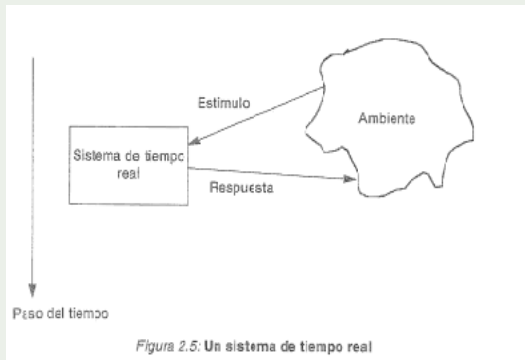 Estímulo
Ambiente
Sistema de tiempo
real
Respuesta
Paso del tiempo
Figura 2.5: Un sistema de tiempo real